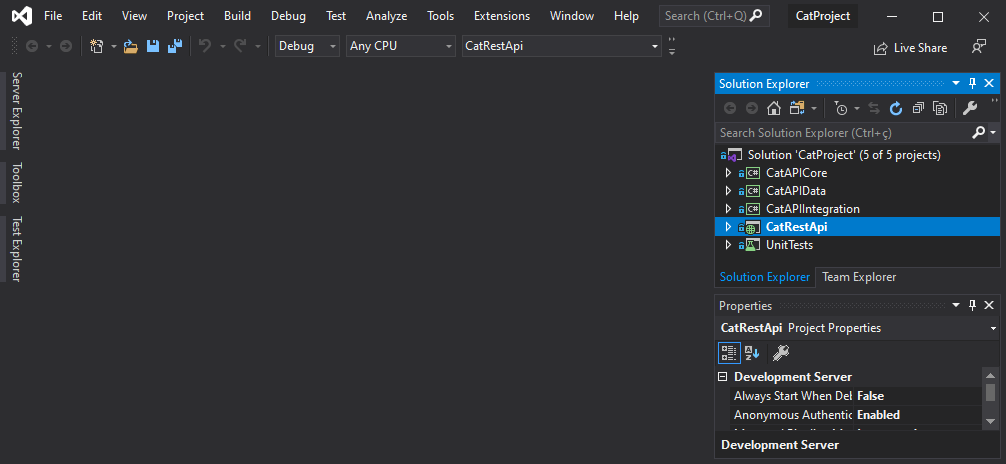 File Edit View Project Build Debug Test Analyze Tools Extensions Window Help Search (Ctrl+Q) CatProject
Debug Any CPU CatRestApi Live Share
Server Explorer
Toolbox
Test Explorer
Solution Explorer
Search Solution Explorer (Ctrl+ç)
Solution 'CatProject' (5 of 5 projects)
C# CatAPICore
C# CatAPIData
C# CatAPIIntegration
CatRestApi
UnitTests
Solution Explorer Team Explorer
Properties
CatRestApi Project Properties
Development Server
Always Start When Del False
Anonymous Authentic Enabled
Development Server